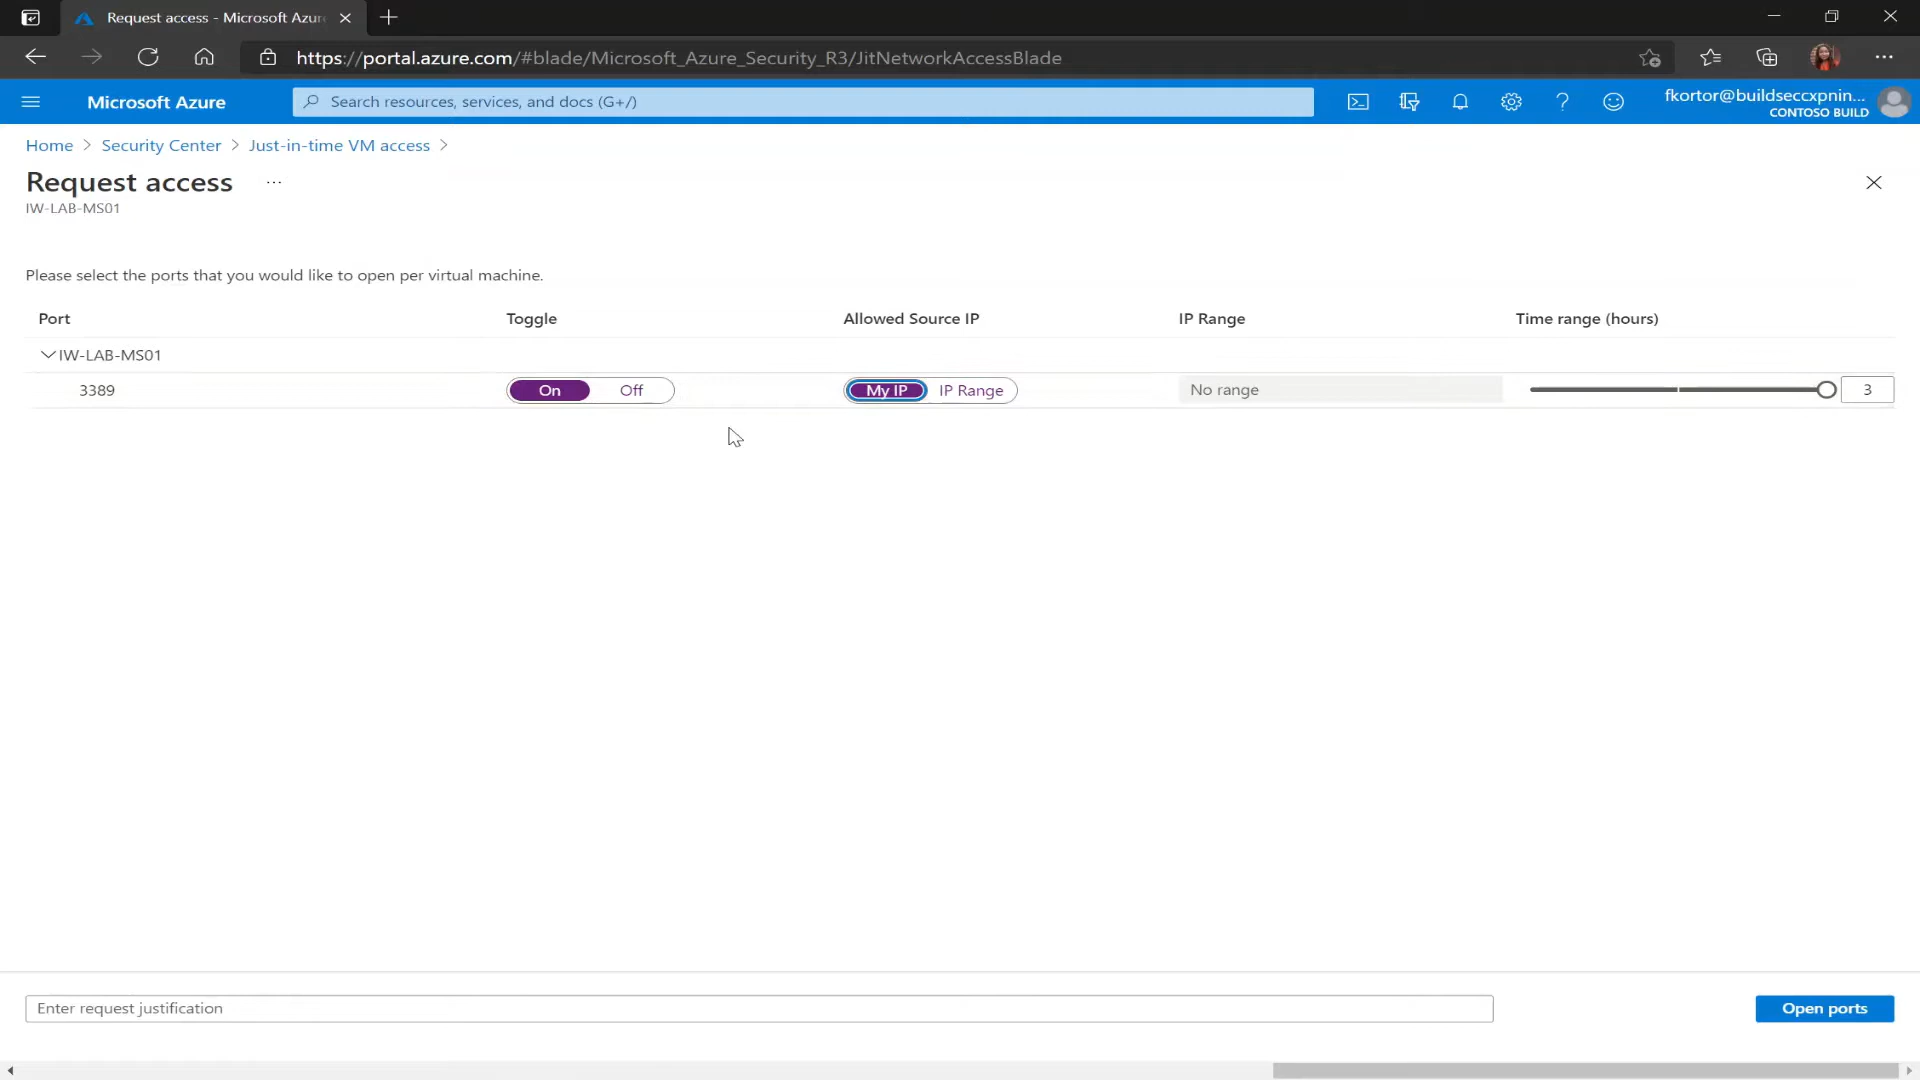 Request access - Microsoft Azur
https://portal.azure.com/#blade/Microsoft_Azure_Security_R3/JitNetworkAccessBlade
Microsoft Azure
Search resources, services, and docs (G+/)
fkortor@buildseccxpnin...
CONTOSO BUILD
Home > Security Center > Just-in-time VM access >
Request access ...
IW-LAB-MS01
Please select the ports that you would like to open per virtual machine.
Port Toggle Allowed Source IP IP Range Time range (hours)
IW-LAB-MS01
3389 On Off My IP IP Range No range 3
Enter request justification
Open ports